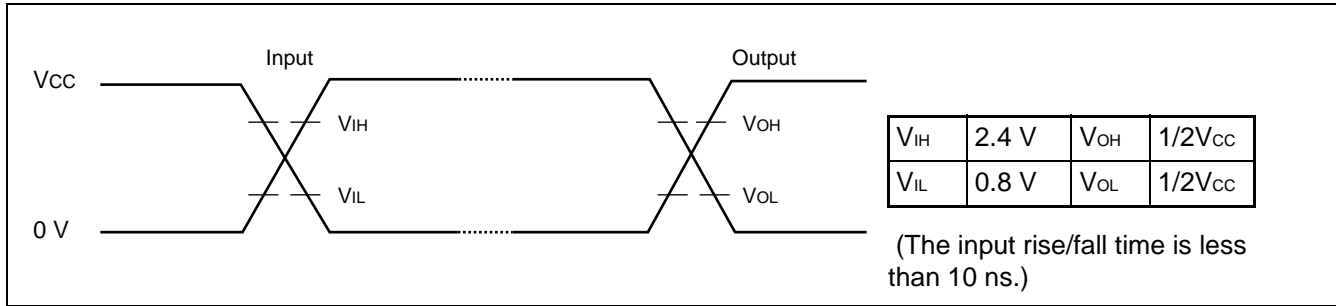 Input
Output
VCC
VIH
VOH
VIL
VOL
0 V
VIH 2.4 V VOH 1/2VCC
VIL 0.8 V VOL 1/2VCC
(The input rise/fall time is less
than 10 ns.)